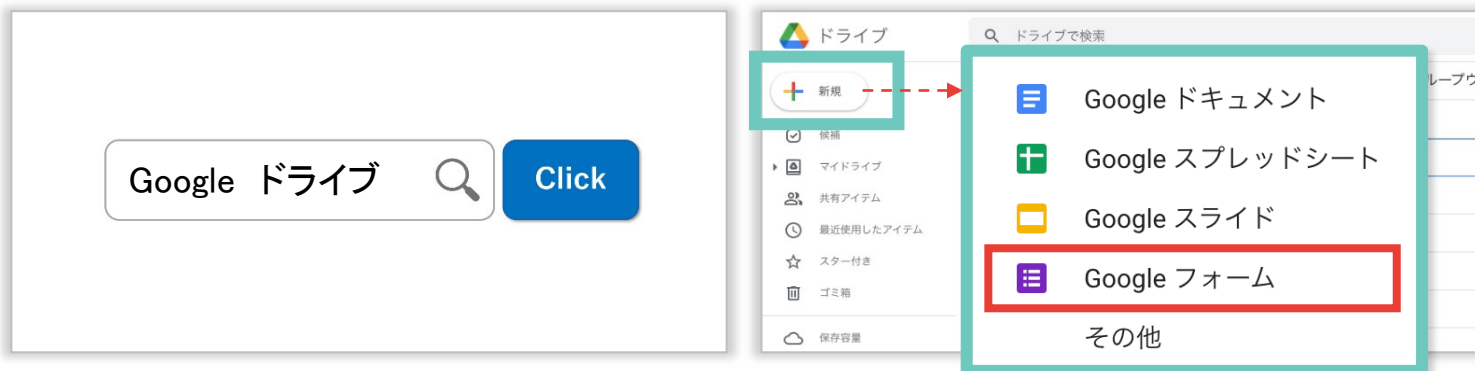 Google ドライブ
Click
ドライブ
ドライブで検索
新規
候補
マイドライブ
共有アイテム
最近使用したアイテム
スター付き
ゴミ箱
保存容量
Google ドキュメント
Google スプレッドシート
Google スライド
Google フォーム
その他